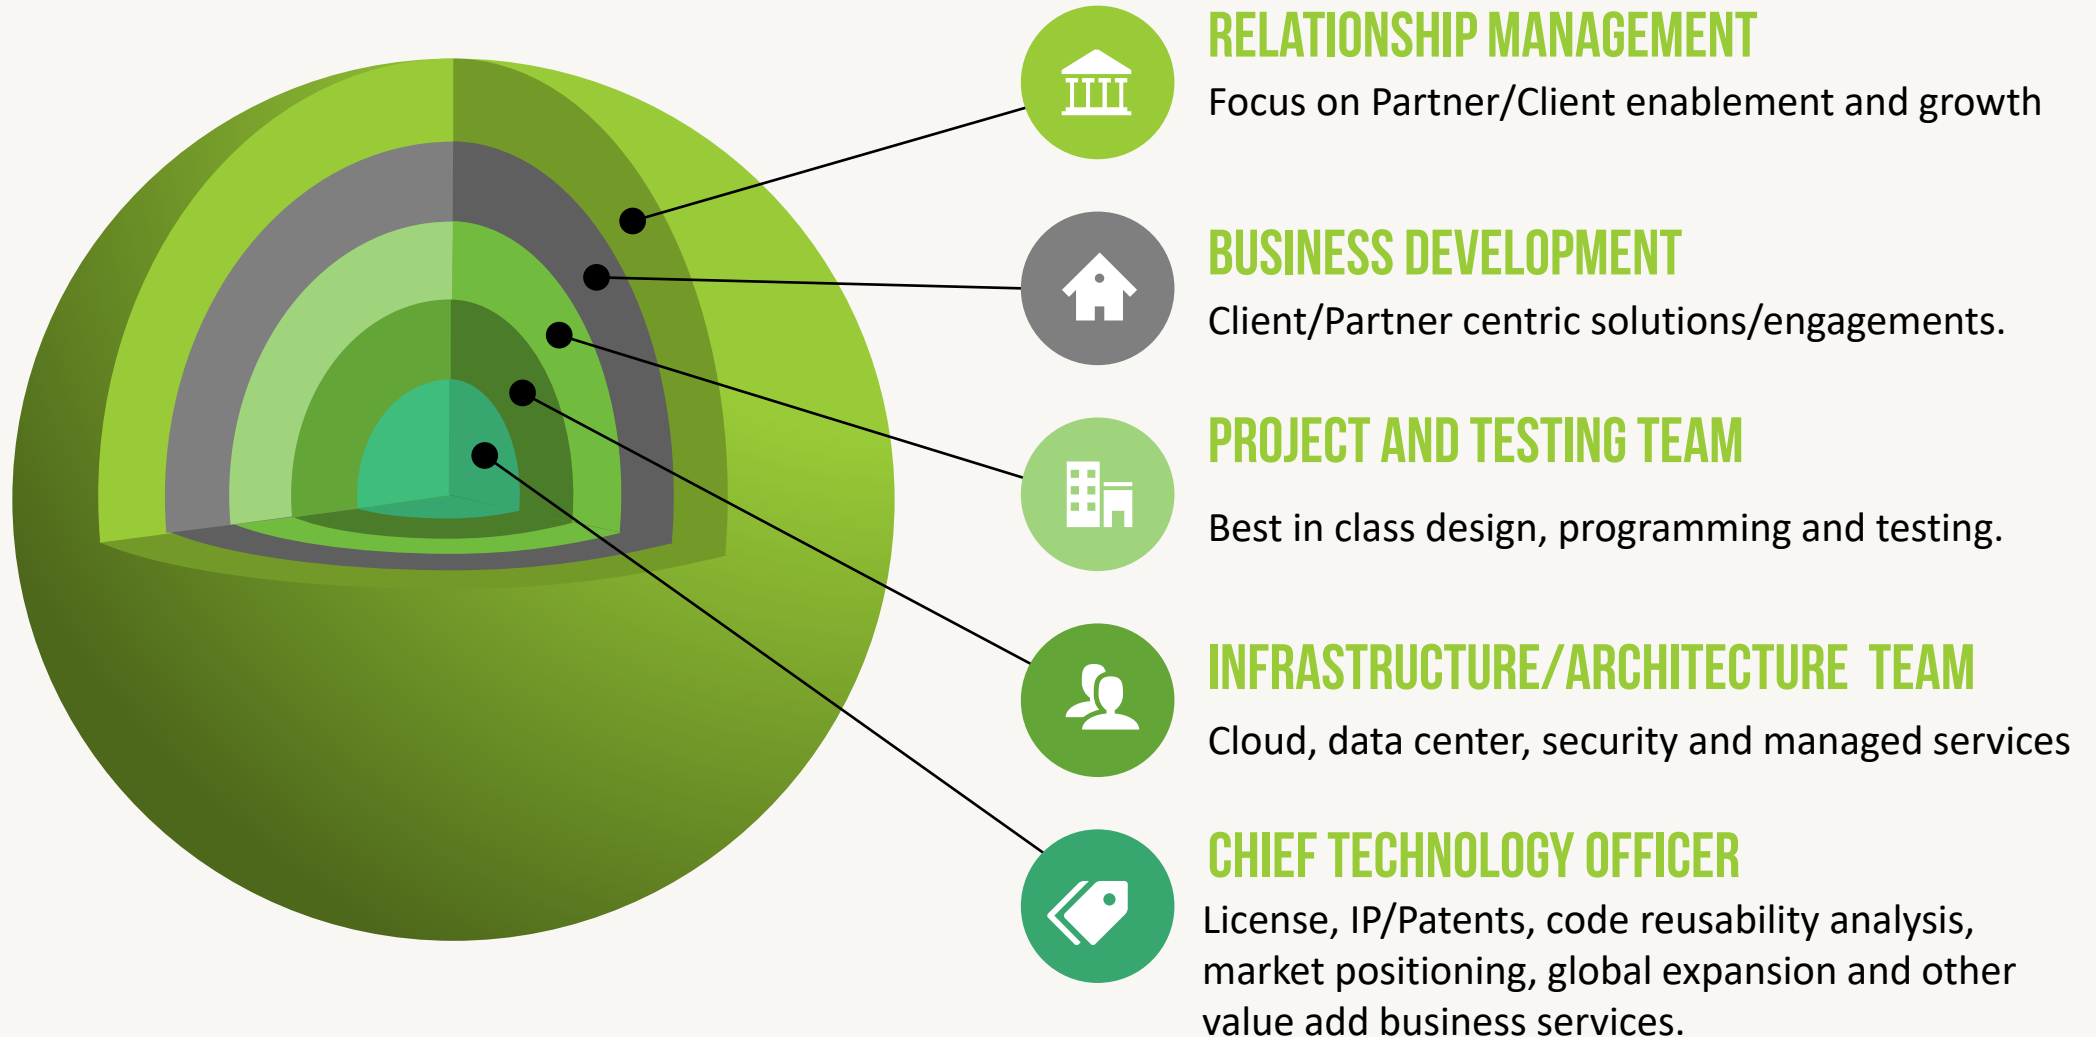 RELATIONSHIP MANAGEMENT
Focus on Partner/Client enablement and growth
BUSINESS DEVELOPMENT
Client/Partner centric solutions/engagements.
PROJECT AND TESTING TEAM
Best in class design, programming and testing.
INFRASTRUCTURE/ARCHITECTURE TEAM
Cloud, data center, security and managed services
CHIEF TECHNOLOGY OFFICER
License, IP/Patents, code reusability analysis,
market positioning, global expansion and other
value add business services.